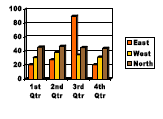 100
80
60
40
20
0
1st Qtr
2nd Qtr
3rd Qtr
4th Qtr
East
West
North